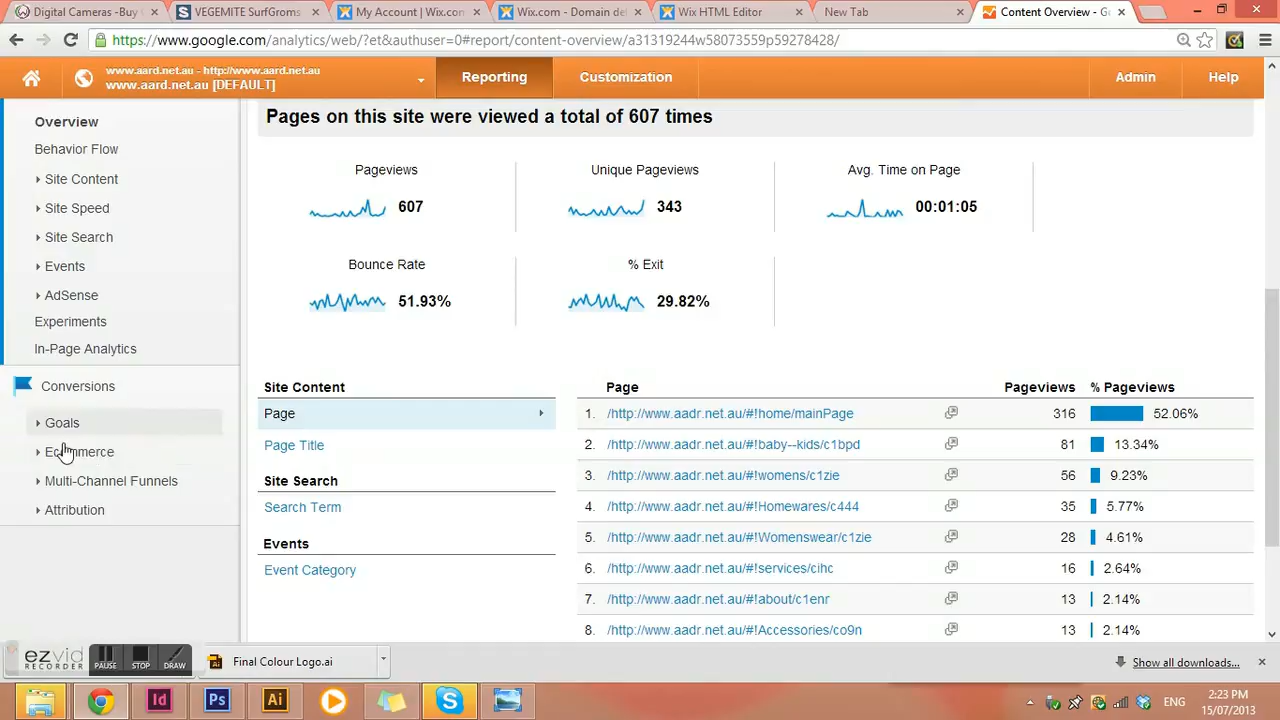 Digital Cameras - Buy C
VEGEMITE SurfGroms
My Account | Wix.com
Wix.com - Domain det
Wix HTML Editor
New Tab
Content Overview - Go
https://www.google.com/analytics/web/?et&authuser=0#report/content-overview/a31319244w58073559p59278428/
www.aard.net.au - http://www.aard.net.au
www.aard.net.au [DEFAULT]
Reporting
Customization
Admin
Help
Overview
Behavior Flow
Site Content
Site Speed
Site Search
Events
AdSense
Experiments
In-Page Analytics
Conversions
Goals
Ecommerce
Multi-Channel Funnels
Attribution
Pages on this site were viewed a total of 607 times
Pageviews
607
Unique Pageviews
343
Avg. Time on Page
00:01:05
Bounce Rate
51.93%
% Exit
29.82%
Site Content
Page
Page Title
Site Search
Search Term
Events
Event Category
Page Pageviews % Pageviews
1. /http://www.aadr.net.au/#!home/mainPage 316 52.06%
2. /http://www.aadr.net.au/#!baby--kids/c1bpd 81 13.34%
3. /http://www.aadr.net.au/#!womens/c1zie 56 9.23%
4. /http://www.aadr.net.au/#!Homewares/c444 35 5.77%
5. /http://www.aadr.net.au/#!Womenswear/c1zie 28 4.61%
6. /http://www.aadr.net.au/#!services/cihc 16 2.64%
7. /http://www.aadr.net.au/#!about/c1enr 13 2.14%
8. /http://www.aadr.net.au/#!Accessories/co9n 13 2.14%
ezvid
RECORDER
PAUSE
STOP
DRAW
Final Colour Logo.ai
Show all downloads...
Id
Ps
Ai
ENG
2:23 PM
15/07/2013